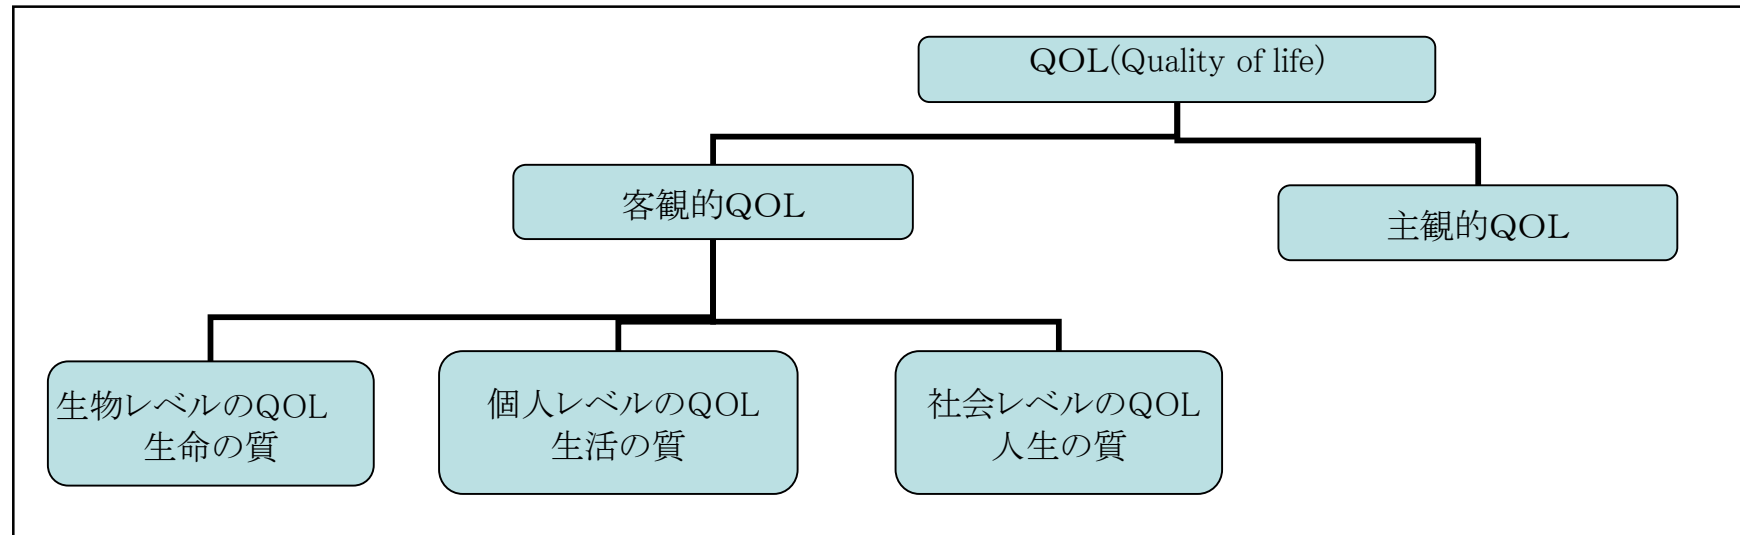 QOL(Quality of life)
客観的QOL
主観的QOL
生物レベルのQOL
生命の質
個人レベルのQOL
生活の質
社会レベルのQOL
人生の質